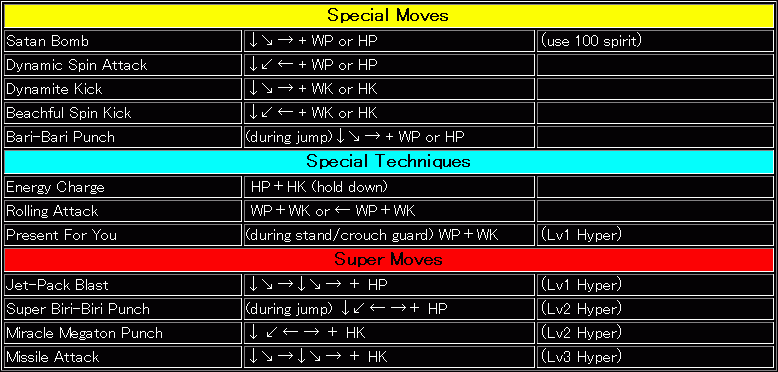 Special Moves
Satan Bomb ↓↘→ + WP or HP (use 100 spirit)
Dynamic Spin Attack ↓↙← + WP or HP
Dynamite Kick ↓↘→ + WK or HK
Beachful Spin Kick ↓↙← + WK or HK
Bari-Bari Punch (during jump) ↓↘→ + WP or HP
Special Techniques
Energy Charge HP+HK (hold down)
Rolling Attack WP+WK or ← WP+WK
Present For You (during stand/crouch guard) WP+WK (Lv1 Hyper)
Super Moves
Jet-Pack Blast ↓↘→↓↘→ + HP (Lv1 Hyper)
Super Biri-Biri Punch (during jump) ↓↙←→+ HP (Lv2 Hyper)
Miracle Megaton Punch ↓↙←→ + HK (Lv2 Hyper)
Missile Attack ↓↘→↓↘→ + HK (Lv3 Hyper)